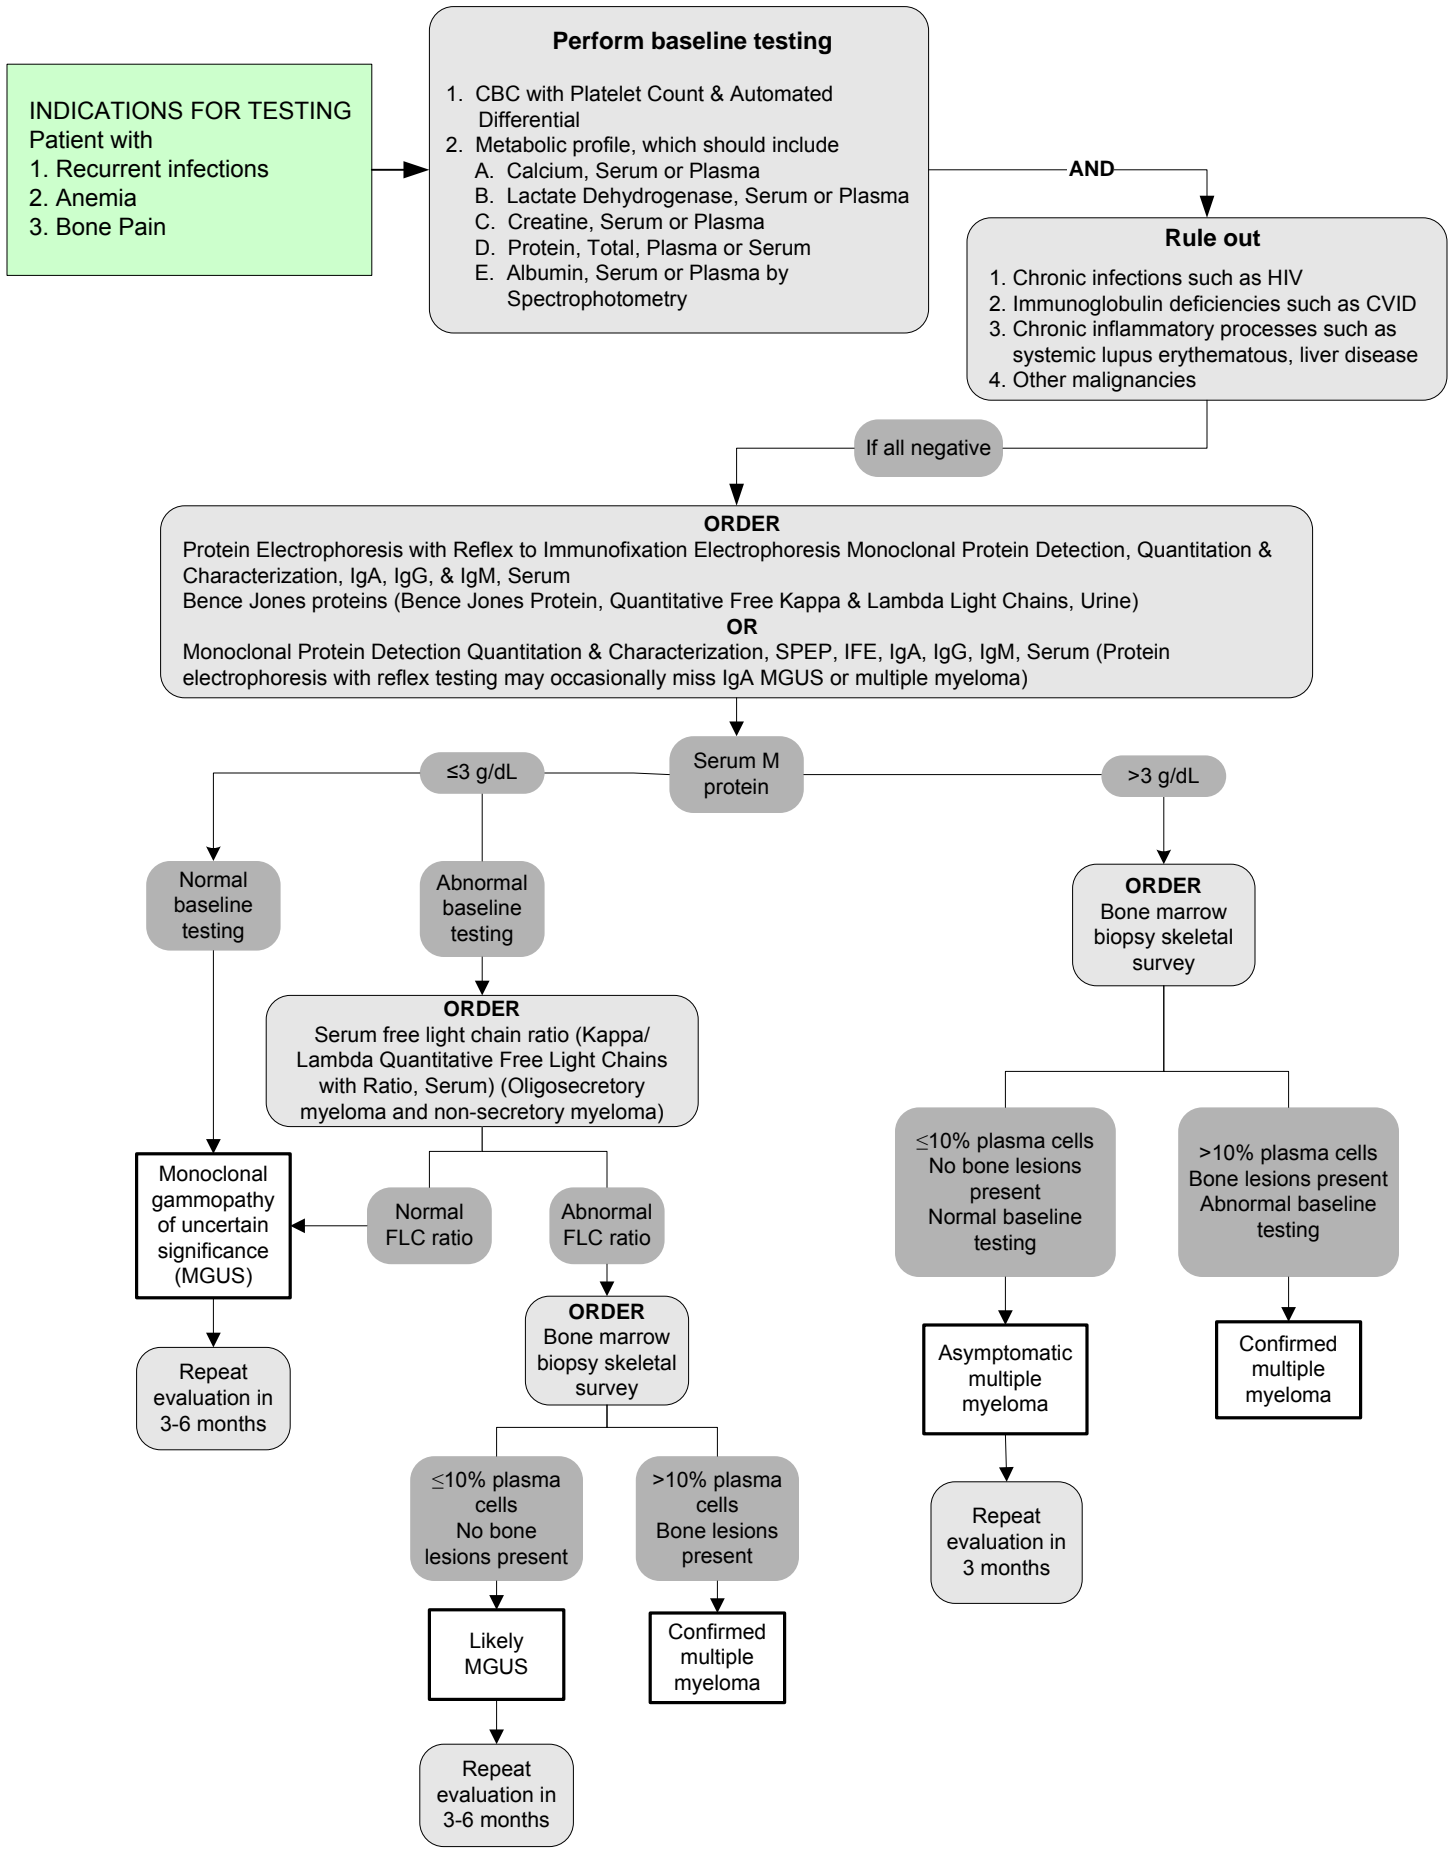 INDICATIONS FOR TESTING
Patient with
1. Recurrent infections
2. Anemia
3. Bone Pain
Perform baseline testing
1. CBC with Platelet Count & Automated
Differential
2. Metabolic profile, which should include
A. Calcium, Serum or Plasma
B. Lactate Dehydrogenase, Serum or Plasma
C. Creatine, Serum or Plasma
D. Protein, Total, Plasma or Serum
E. Albumin, Serum or Plasma by
Spectrophotometry
AND
Rule out
1. Chronic infections such as HIV
2. Immunoglobulin deficiencies such as CVID
3. Chronic inflammatory processes such as
systemic lupus erythematous, liver disease
4. Other malignancies
If all negative
ORDER
Protein Electrophoresis with Reflex to Immunofixation Electrophoresis Monoclonal Protein Detection, Quantitation &
Characterization, IgA, IgG, & IgM, Serum
Bence Jones proteins (Bence Jones Protein, Quantitative Free Kappa & Lambda Light Chains, Urine)
OR
Monoclonal Protein Detection Quantitation & Characterization, SPEP, IFE, IgA, IgG, IgM, Serum (Protein
electrophoresis with reflex testing may occasionally miss IgA MGUS or multiple myeloma)
Serum M
protein
≤3 g/dL
>3 g/dL
Normal
baseline
testing
Abnormal
baseline
testing
ORDER
Bone marrow
biopsy skeletal
survey
ORDER
Serum free light chain ratio (Kappa/
Lambda Quantitative Free Light Chains
with Ratio, Serum) (Oligosecretory
myeloma and non-secretory myeloma)
≤10% plasma cells
No bone lesions
present
Normal baseline
testing
>10% plasma cells
Bone lesions present
Abnormal baseline
testing
Monoclonal
gammopathy
of uncertain
significance
(MGUS)
Normal
FLC ratio
Abnormal
FLC ratio
ORDER
Bone marrow
biopsy skeletal
survey
Asymptomatic
multiple
myeloma
Confirmed
multiple
myeloma
Repeat
evaluation in
3-6 months
≤10% plasma
cells
No bone
lesions present
>10% plasma
cells
Bone lesions
present
Repeat
evaluation in
3 months
Likely
MGUS
Confirmed
multiple
myeloma
Repeat
evaluation in
3-6 months